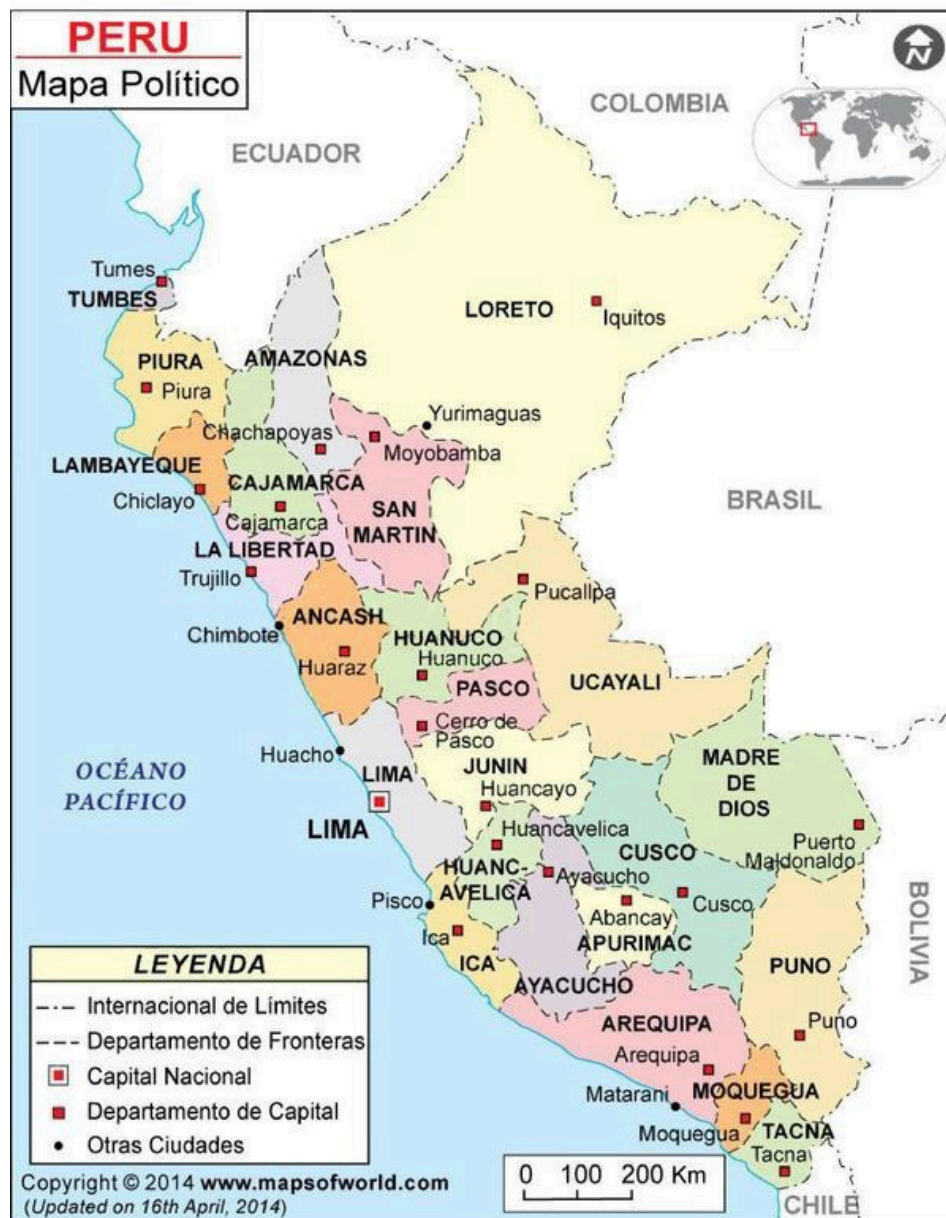 PERU
Mapa Político
COLOMBIA
ECUADOR
Tumes
TUMBES
LORETO
Iquitos
PIURA
AMAZONAS
Piura
Yurimaguas
Chachapoyas
Moyobamba
LAMBAYEQUE
CAJAMARCA
Chiclayo
Cajamarca
SAN
MARTIN
BRASIL
LA LIBERTAD
Trujillo
Pucallpa
ANCASH
Chimbote
HUANUCO
Huaraz
Huanuco
PASCO
UCAYALI
Cerro de
Pasco
Huacho
OCÉANO
PACÍFICO
LIMA
JUNIN
MADRE
DE
DIOS
Huancayo
LIMA
Huancavelica
CUSCO
Puerto
Maldonaldo
HUANC-
AVELICA
Ayacucho
Pisco
Abancay
Cusco
BOLIVIA
Ica
APURIMAC
ICA
PUNO
AYACUCHO
AREQUIPA
Puno
Arequipa
MOQUEGUA
Matarani
Moquegua
TACNA
Tacna
CHILE
LEYENDA
Internacional de Límites
Departamento de Fronteras
Capital Nacional
Departamento de Capital
Otras Ciudades
0 100 200 Km
Copyright © 2014 www.mapsofworld.com
(Updated on 16th April, 2014)
N